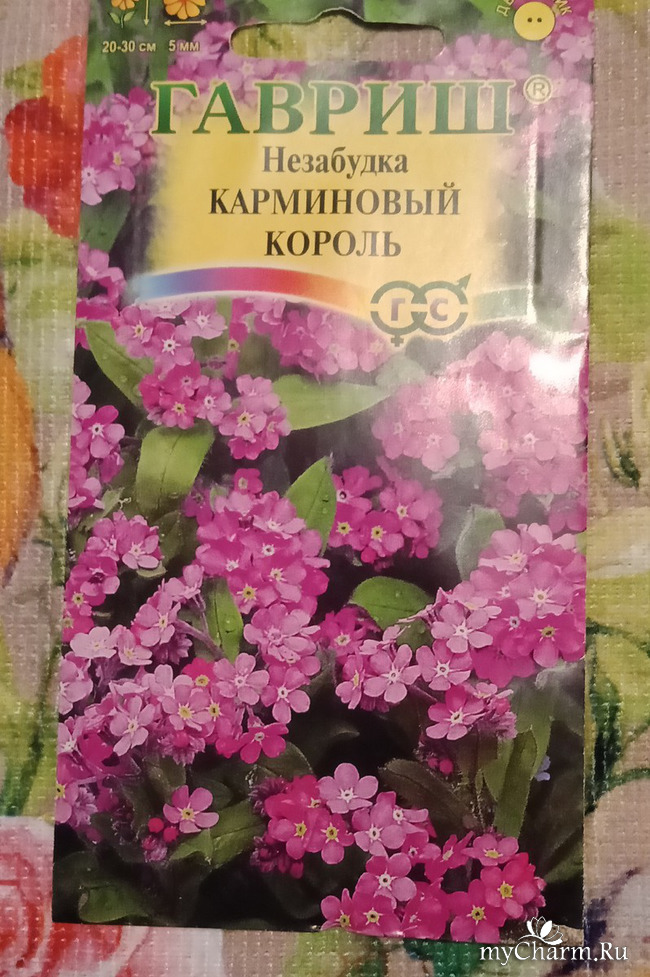 20-30 см 5 мм
ГАВРИШ®
Незабудка
КАРМИНОВЫЙ
КОРОЛЬ
ГС
myCharm.Ru